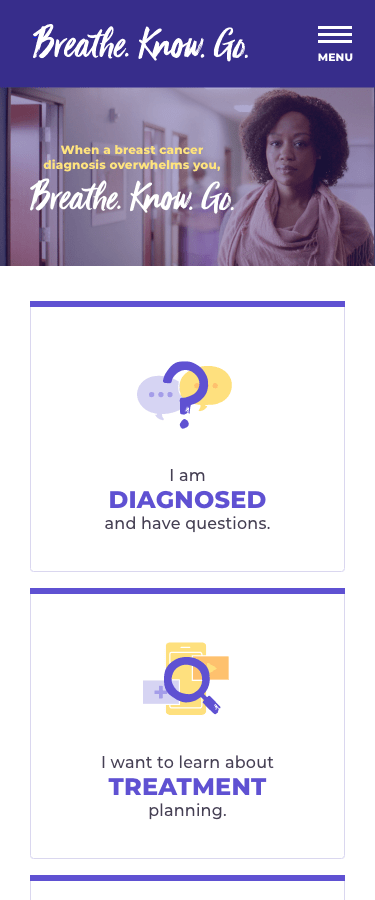 Breathe. Know. Go.
MENU
When a breast cancer
diagnosis overwhelms you,
Breathe. Know. Go.
I am
DIAGNOSED
and have questions.
I want to learn about
TREATMENT
planning.